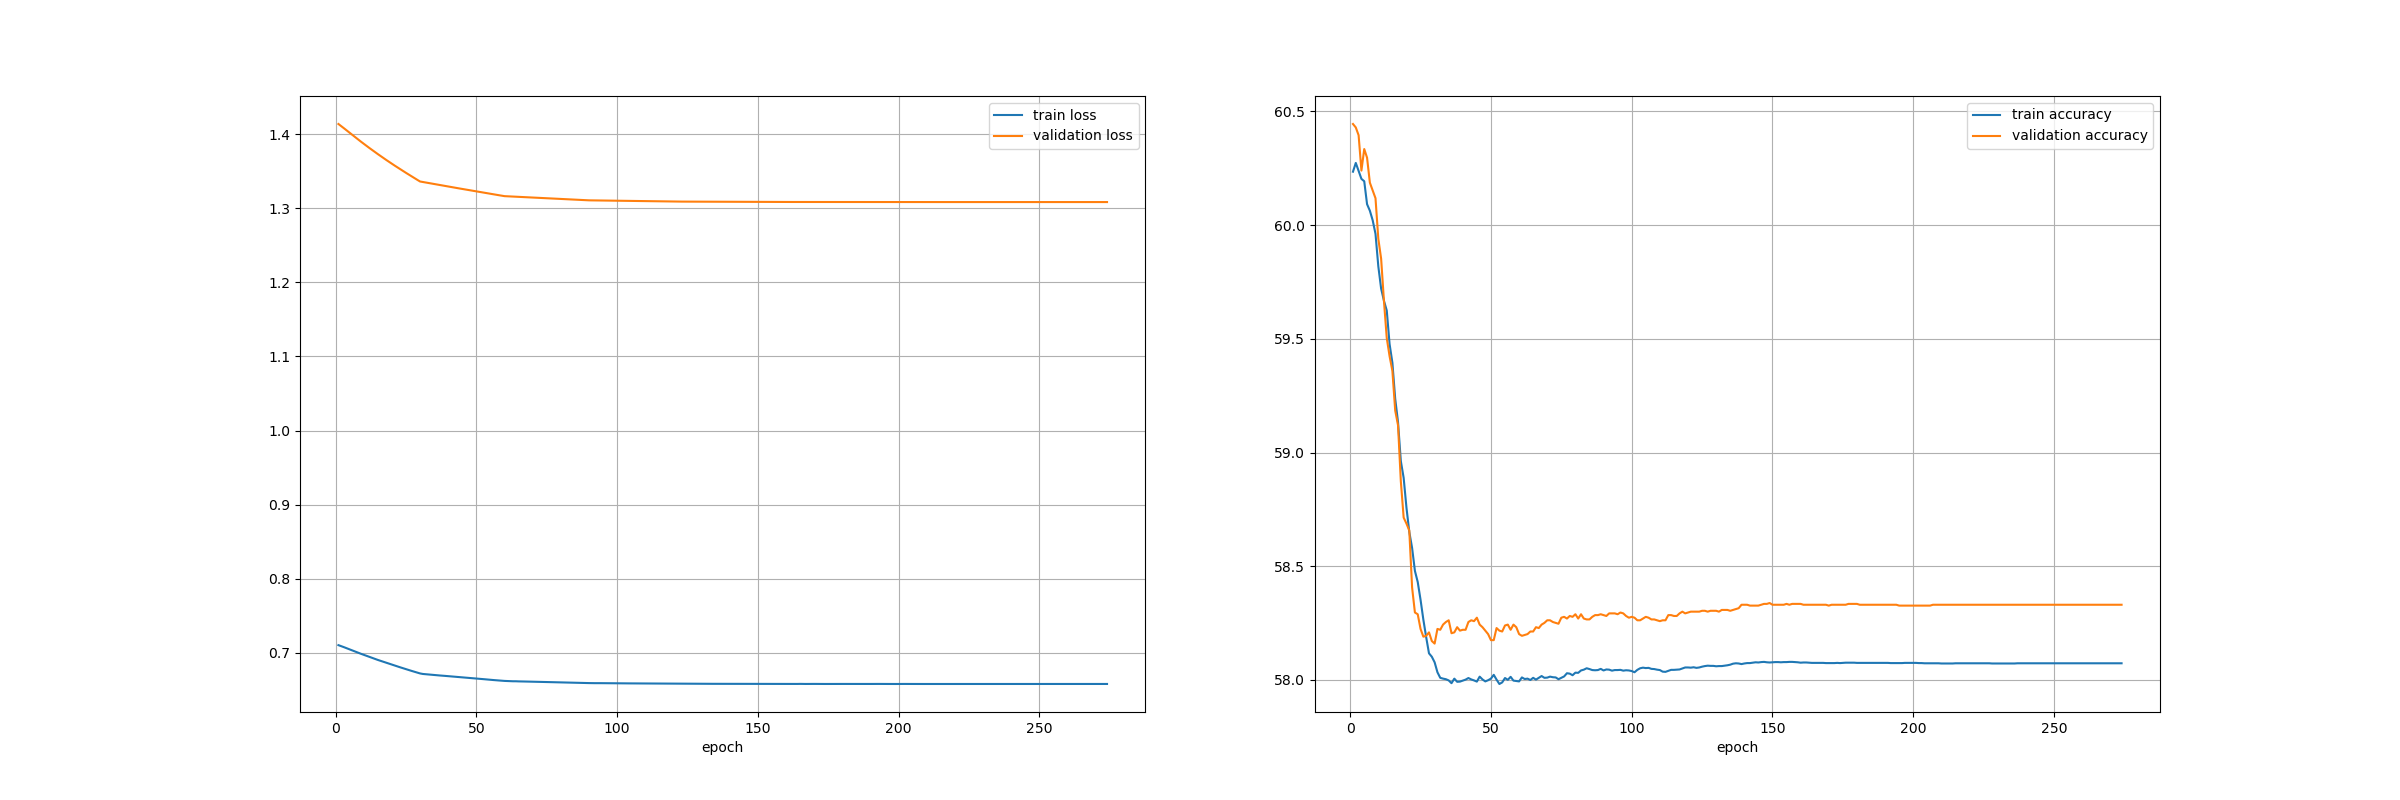 train loss
validation loss
1.4
1.3
1.2
1.1
1.0
0.9
0.8
0.7
0 50 100 150 200 250
epoch
train accuracy
validation accuracy
60.5
60.0
59.5
59.0
58.5
58.0
0 50 100 150 200 250
epoch